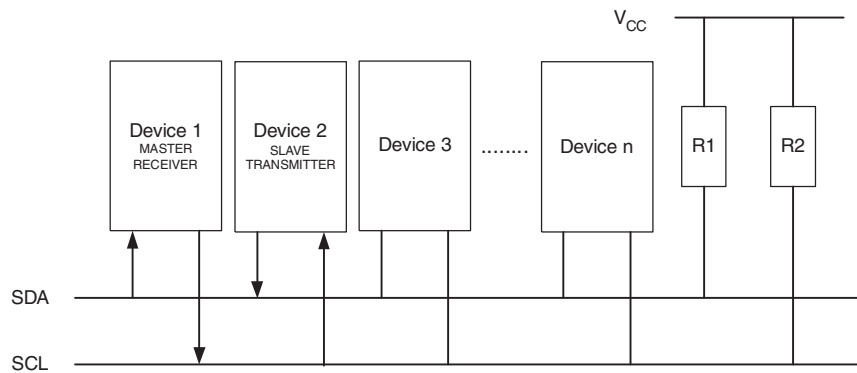 V_CC
Device 1
MASTER
RECEIVER
Device 2
SLAVE
TRANSMITTER
Device 3
........
Device n
R1
R2
SDA
SCL